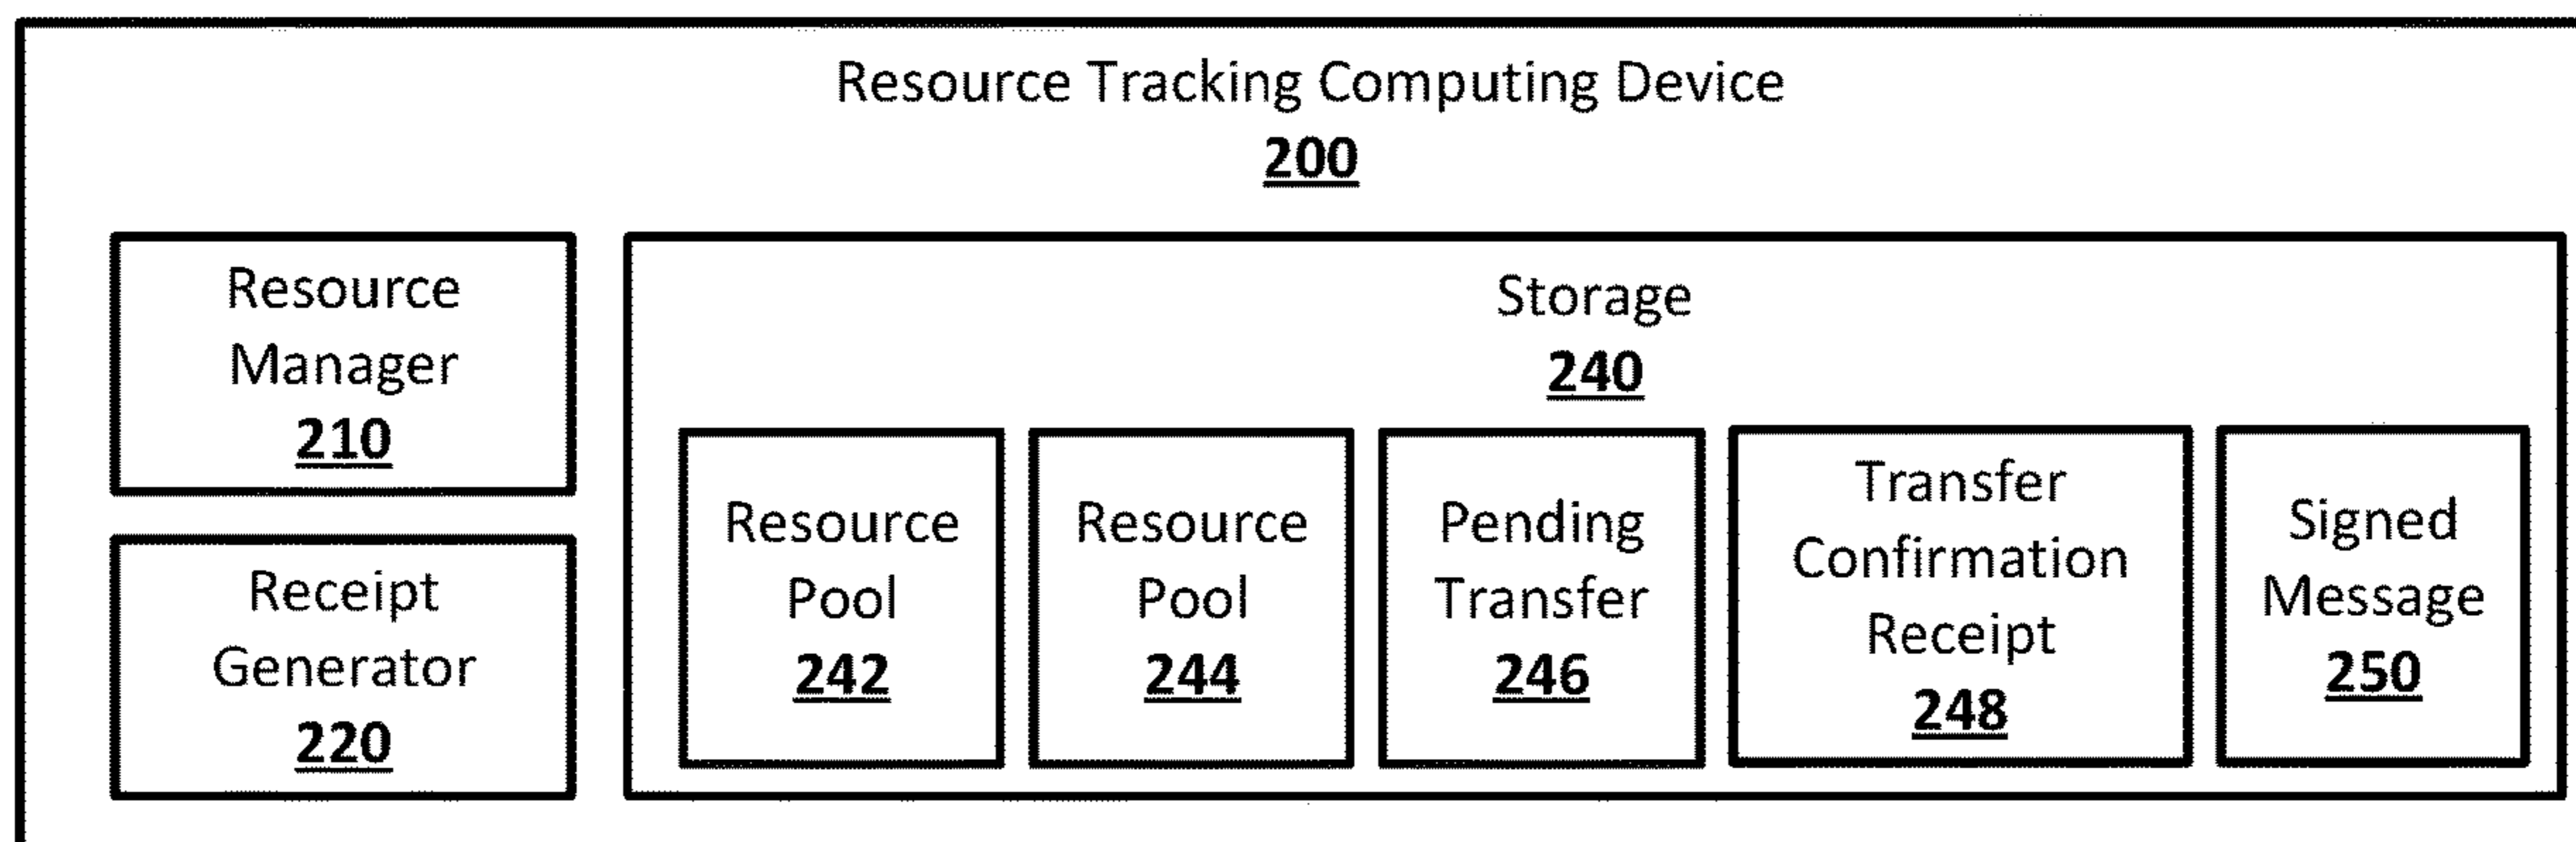 Resource Tracking Computing Device
200
Resource
Manager
210
Receipt
Generator
220
Storage
240
Resource
Pool
242
Resource
Pool
244
Pending
Transfer
246
Transfer
Confirmation
Receipt
248
Signed
Message
250